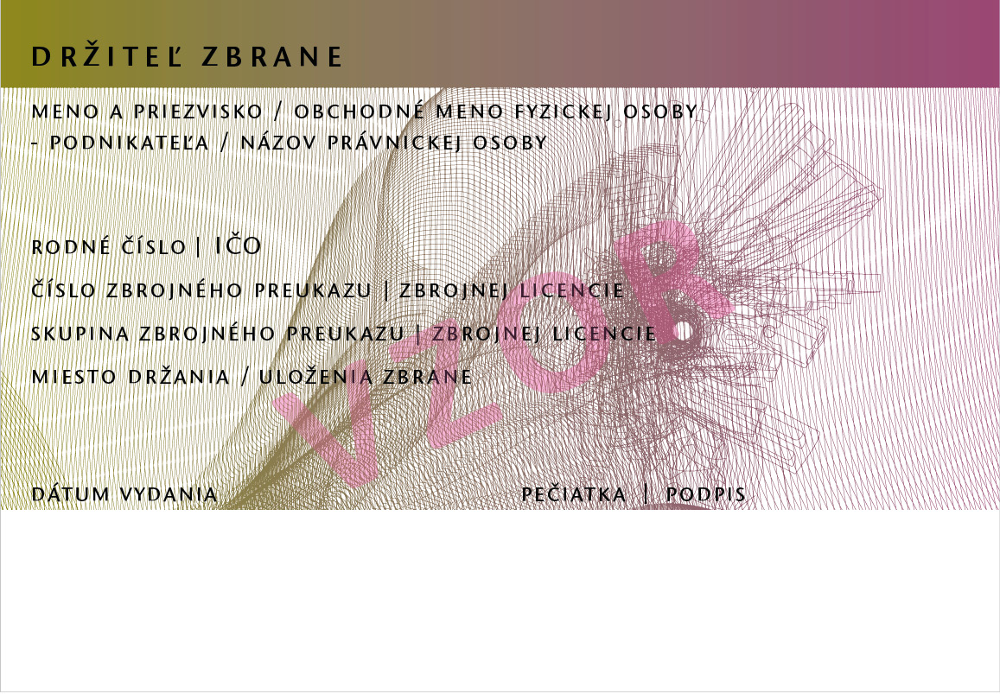 DRŽITEĽ ZBRANE
MENO A PRIEZVISKO / OBCHODNÉ MENO FYZICKEJ OSOBY
- PODNIKATEĽA / NÁZOV PRÁVNICKEJ OSOBY
RODNÉ ČÍSLO | IČO
ČÍSLO ZBROJNÉHO PREUKAZU | ZBROJNEJ LICENCIE
SKUPINA ZBROJNÉHO PREUKAZU | ZBROJNEJ LICENCIE
MIESTO DRŽANIA / ULOŽENIA ZBRANE
VZOR
DÁTUM VYDANIA
PEČIATKA | PODPIS